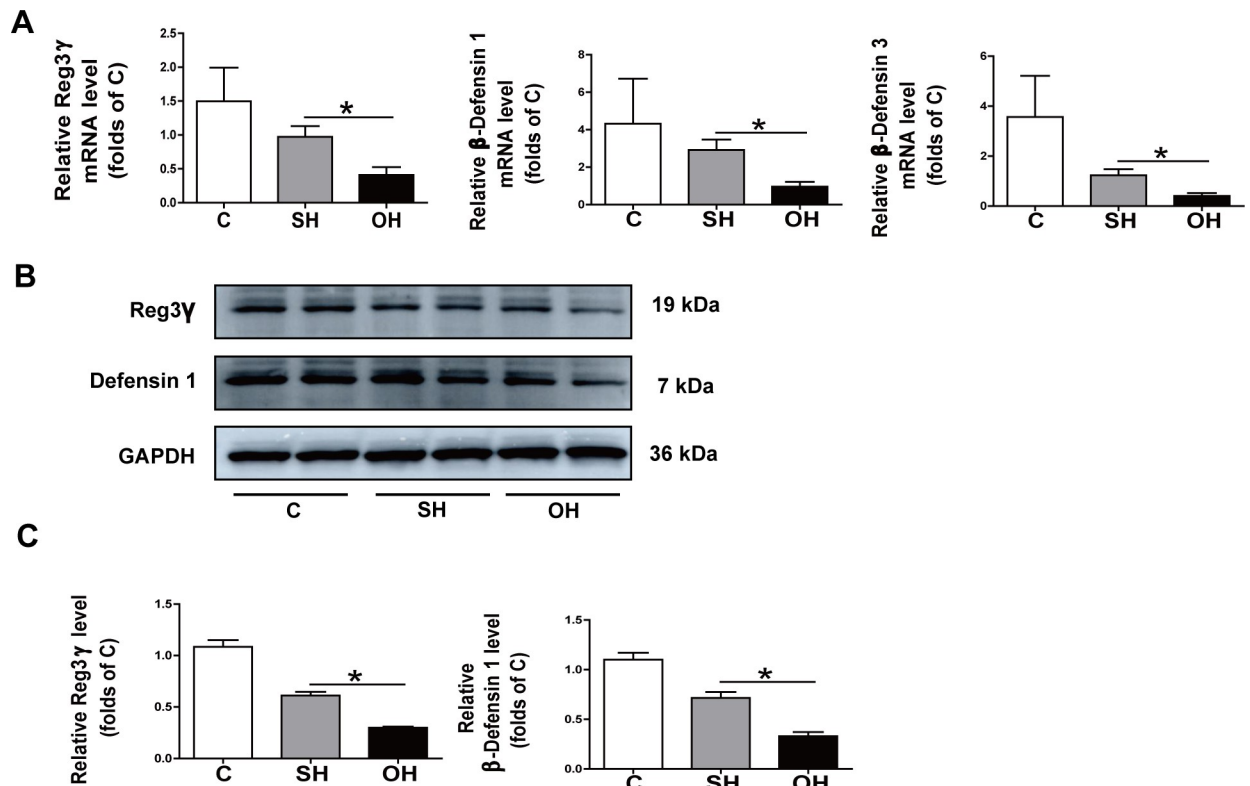 A
Relative Reg3γ
mRNA level
(folds of C)
2.5
2.0
1.5
1.0
0.5
0.0
*
C SH OH
Relative β-Defensin 1
mRNA level
(folds of C)
8
6
4
2
0
*
C SH OH
Relative β-Defensin 3
mRNA level
(folds of C)
6
4
2
0
*
C SH OH
B
Reg3γ 19 kDa
Defensin 1 7 kDa
GAPDH 36 kDa
C SH OH
C
Relative Reg3γ level
(folds of C)
1.5
1.0
0.5
0.0
*
C SH OH
Relative
β-Defensin 1 level
(folds of C)
1.5
1.0
0.5
0.0
*
C SH OH